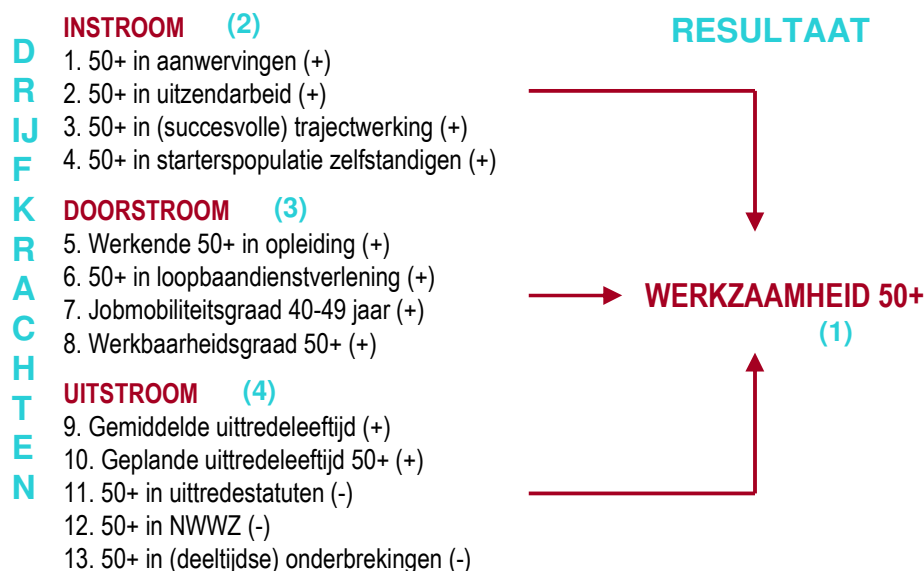 DRIJFKRACHTEN
INSTROOM (2)
1. 50+ in aanwervingen (+)
2. 50+ in uitzendarbeid (+)
3. 50+ in (succesvolle) trajectwerking (+)
4. 50+ in starterspopulatie zelfstandigen (+)
DOORSTROOM (3)
5. Werkende 50+ in opleiding (+)
6. 50+ in loopbaandienstverlening (+)
7. Jobmobiliteitsgraad 40-49 jaar (+)
8. Werkbaarheidsgraad 50+ (+)
UITSTROOM (4)
9. Gemiddelde uittredeleeftijd (+)
10. Geplande uittredeleeftijd 50+ (+)
11. 50+ in uittredestatuten (-)
12. 50+ in NWWZ (-)
13. 50+ in (deeltijdse) onderbrekingen (-)
RESULTAAT
WERKZAAMHEID 50+
(1)